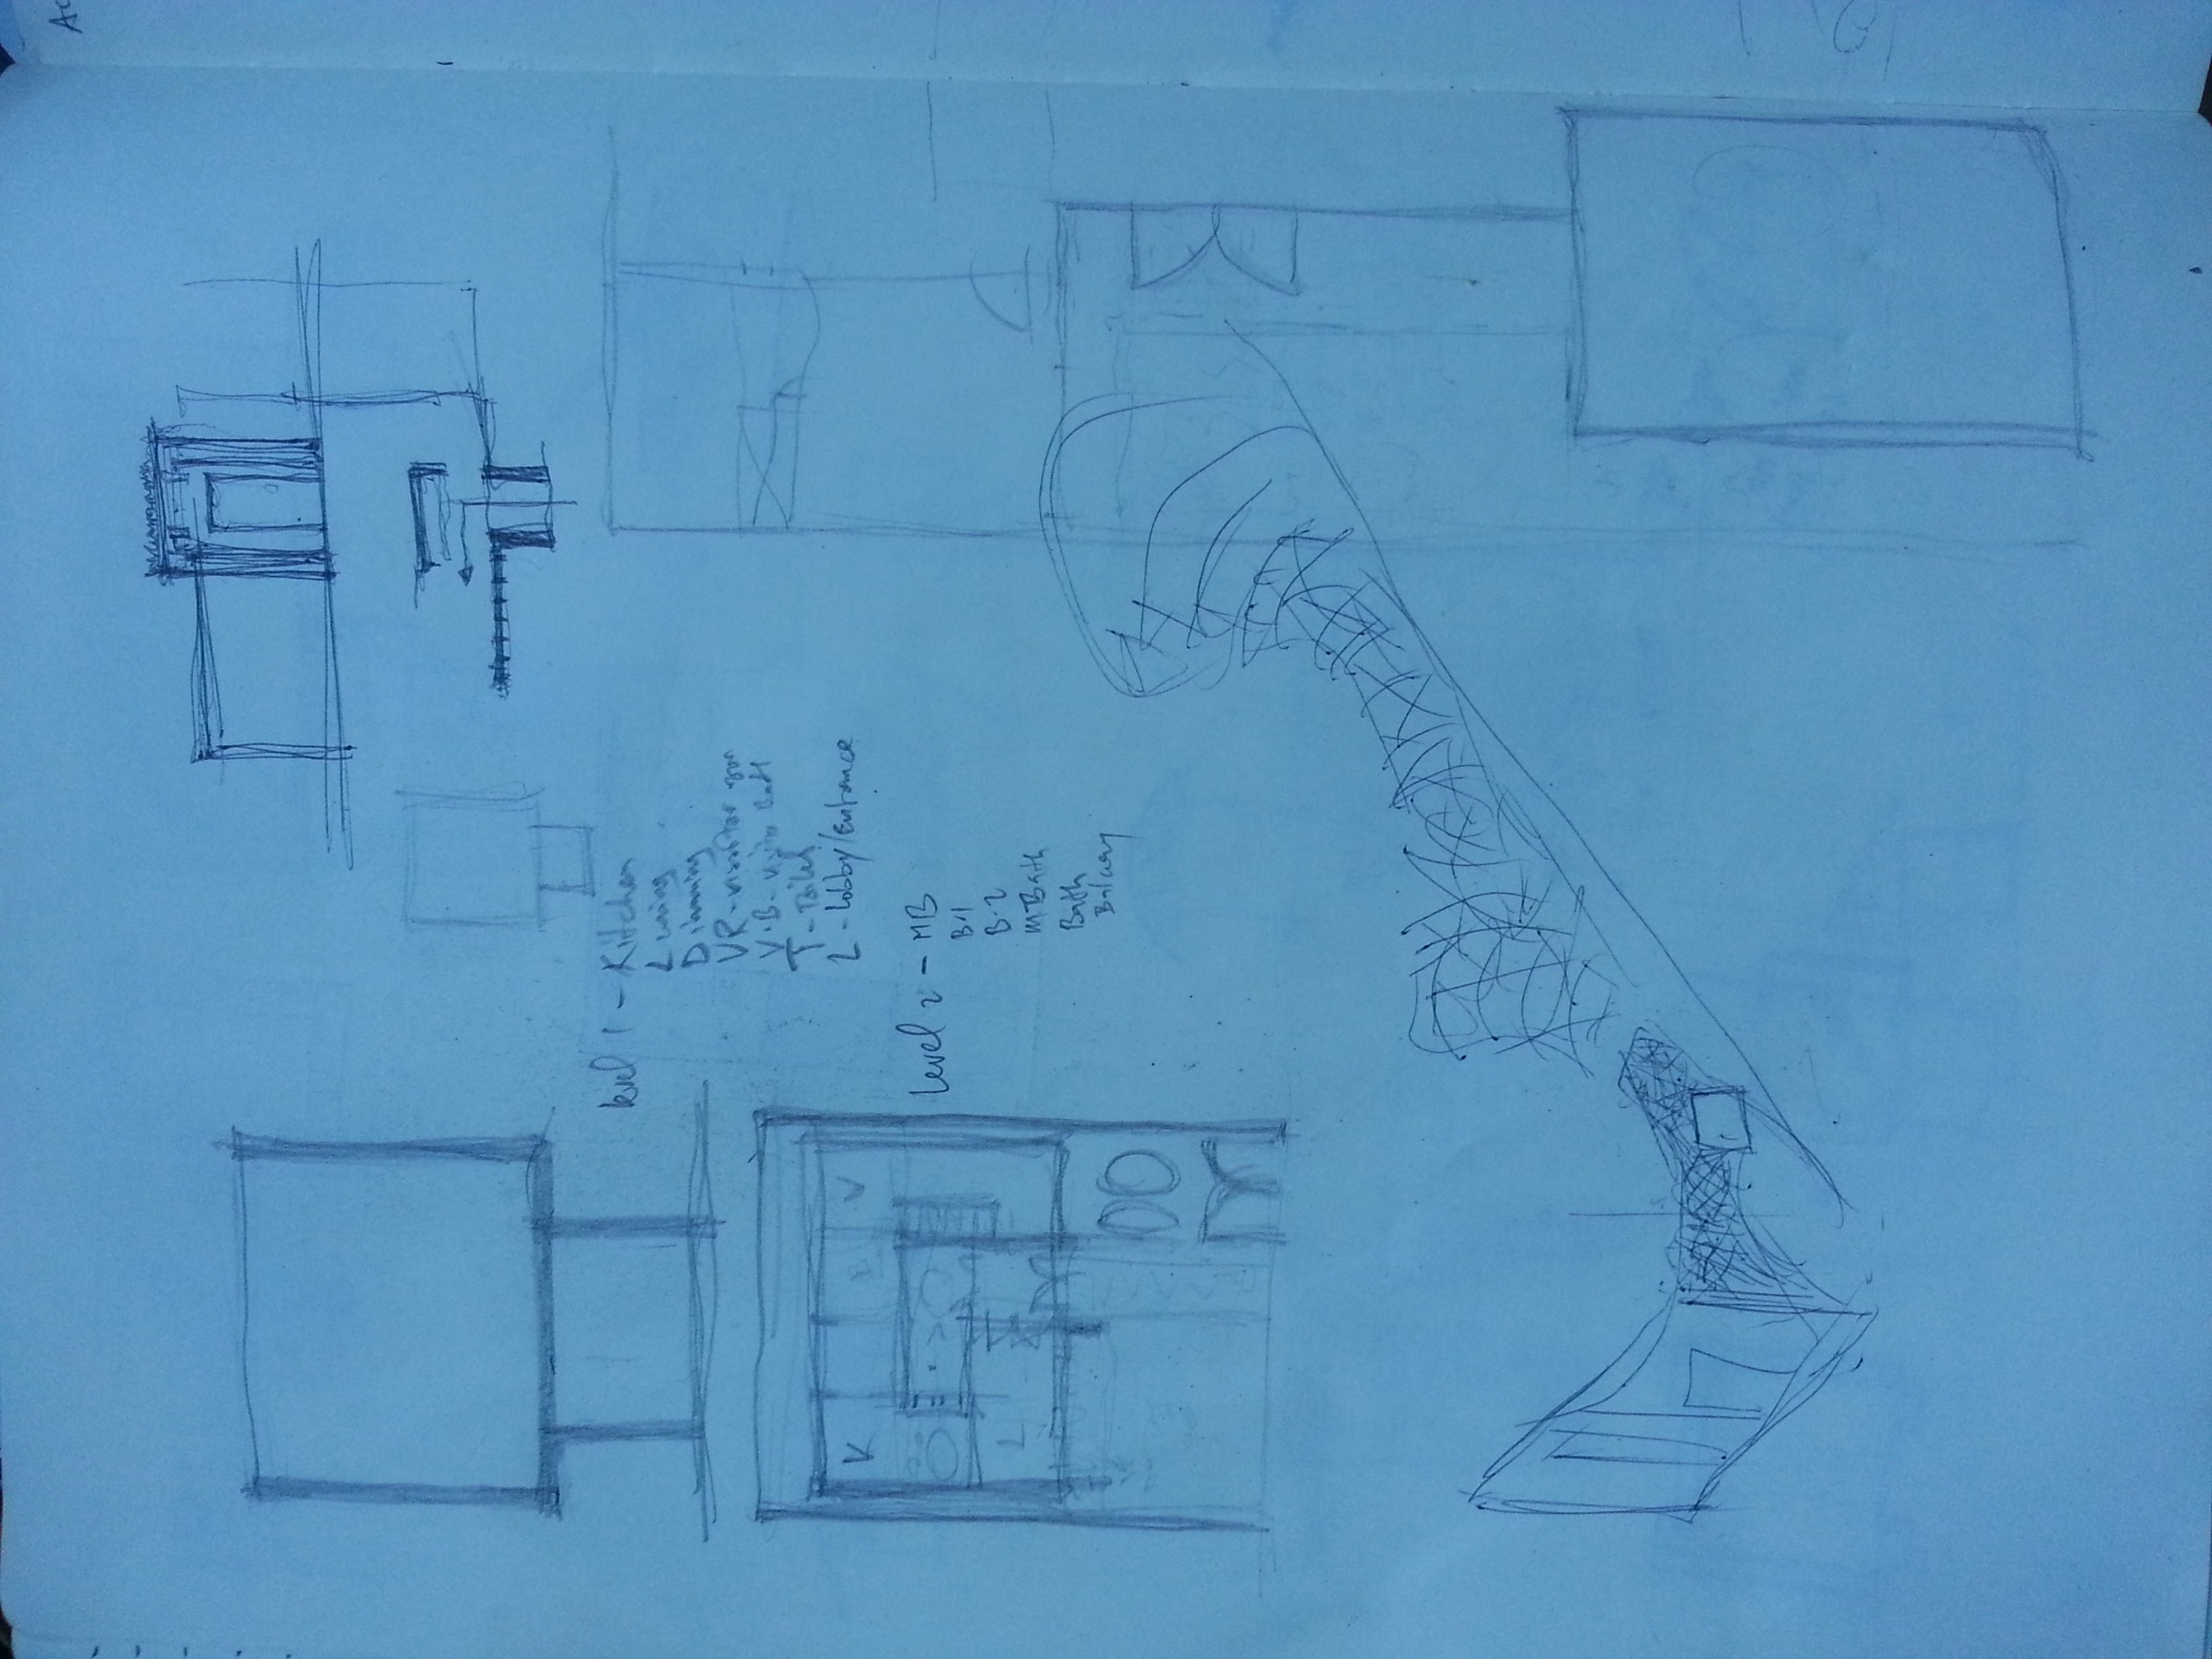 level 1 - Kitchen
Living
Dinning
VR - visitor room
V.B - visito Bath
T - Toilet
L - Lobby/Entrance
Level 2 - MB
B-1
B-2
M-Bath
Bath
Balcony
V
K
L